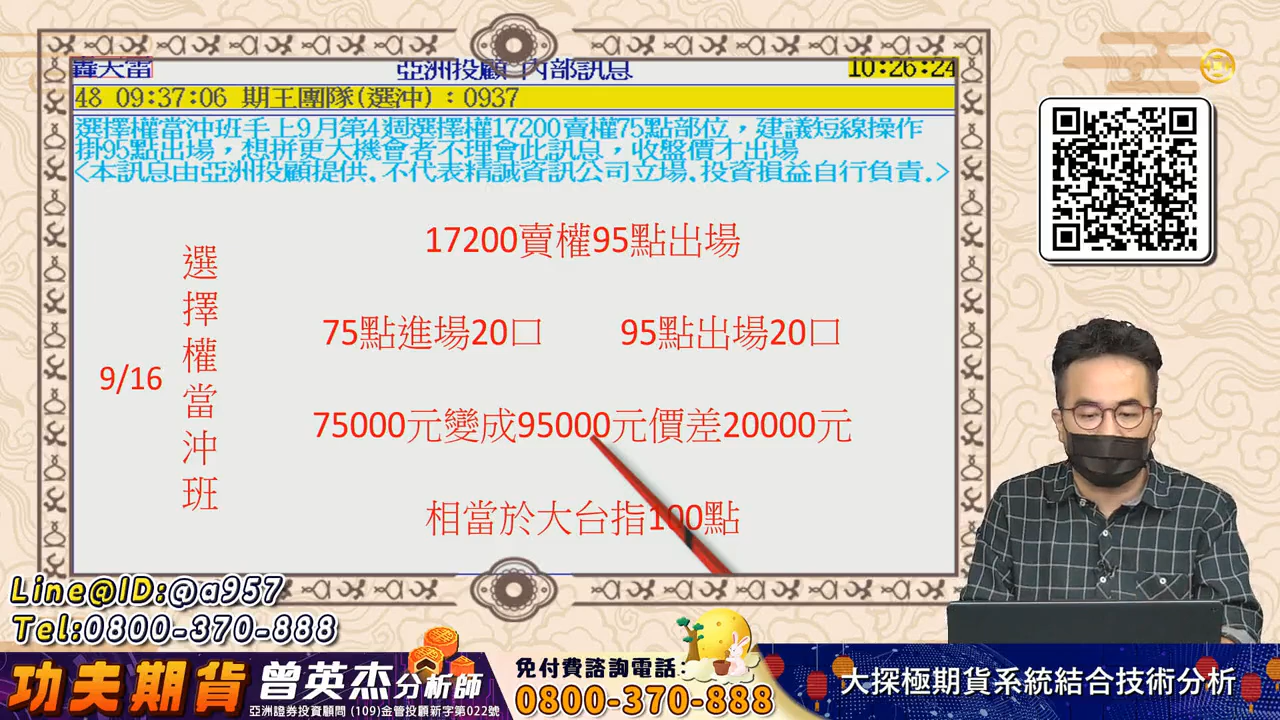 轟天雷 亞洲投顧 內部訊息 10:26:24
48 09:37:06 期王團隊(選沖)：0937
選擇權當沖班手上9月第4週選擇權17200賣權75點部位，建議短線操作
掛95點出場，想拼更大機會者不理會此訊息，收盤價才出場
<本訊息由亞洲投顧提供.不代表精誠資訊公司立場.投資損益自行負責.>
17200賣權95點出場
9/16
選擇權當沖班
75點進場20口 95點出場20口
75000元變成95000元價差20000元
相當於大台指100點
Line@ID:@a957
Tel:0800-370-888
功夫期貨 曾英杰分析師
亞洲證券投資顧問 (109)金管投顧新字第022號
免付費諮詢電話:
0800-370-888
大探極期貨系統結合技術分析